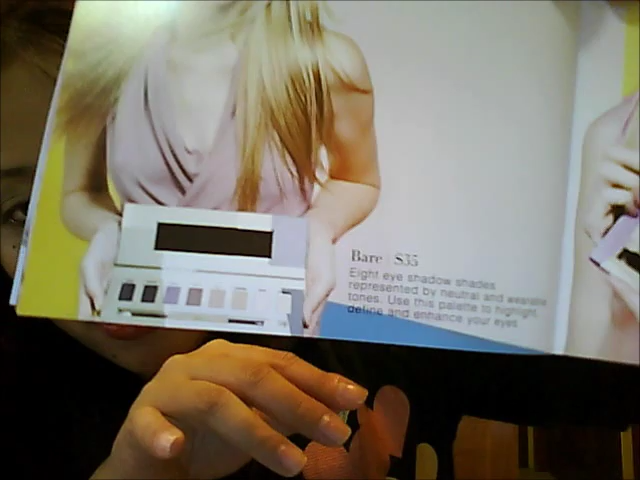 Bare | $35
Eight eye shadow shades
represented by neutral and wearable
tones. Use this palette to highlight,
define and enhance your eyes